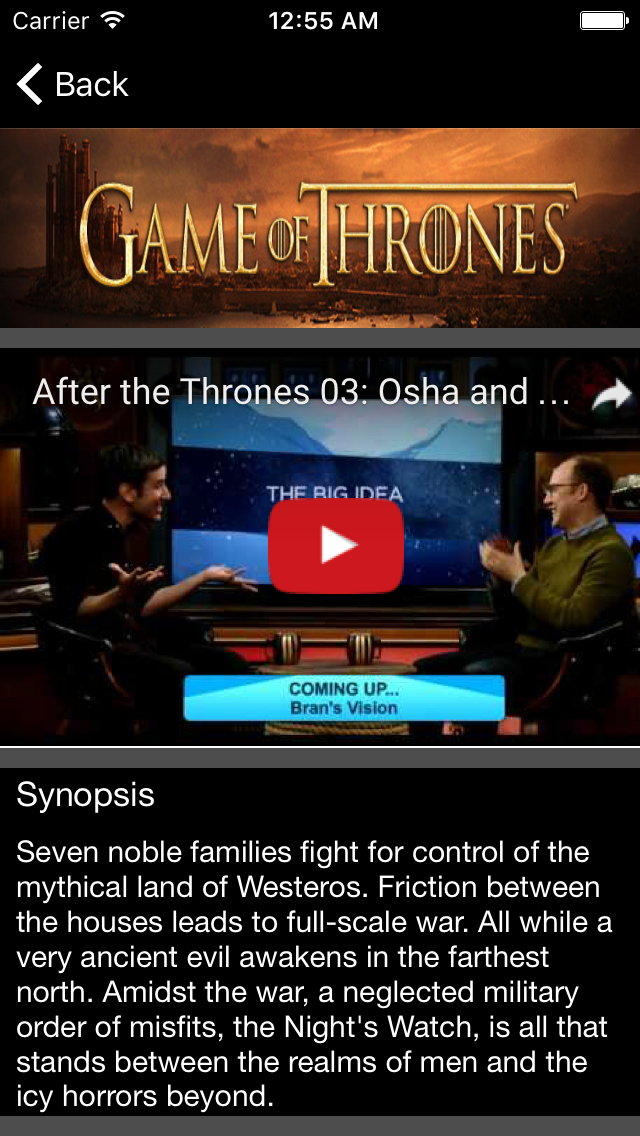 Carrier 12:55 AM
Back
GAME OF THRONES
After the Thrones 03: Osha and ...
THE BIG IDEA
COMING UP...
Bran's Vision
Synopsis
Seven noble families fight for control of the
mythical land of Westeros. Friction between
the houses leads to full-scale war. All while a
very ancient evil awakens in the farthest
north. Amidst the war, a neglected military
order of misfits, the Night's Watch, is all that
stands between the realms of men and the
icy horrors beyond.